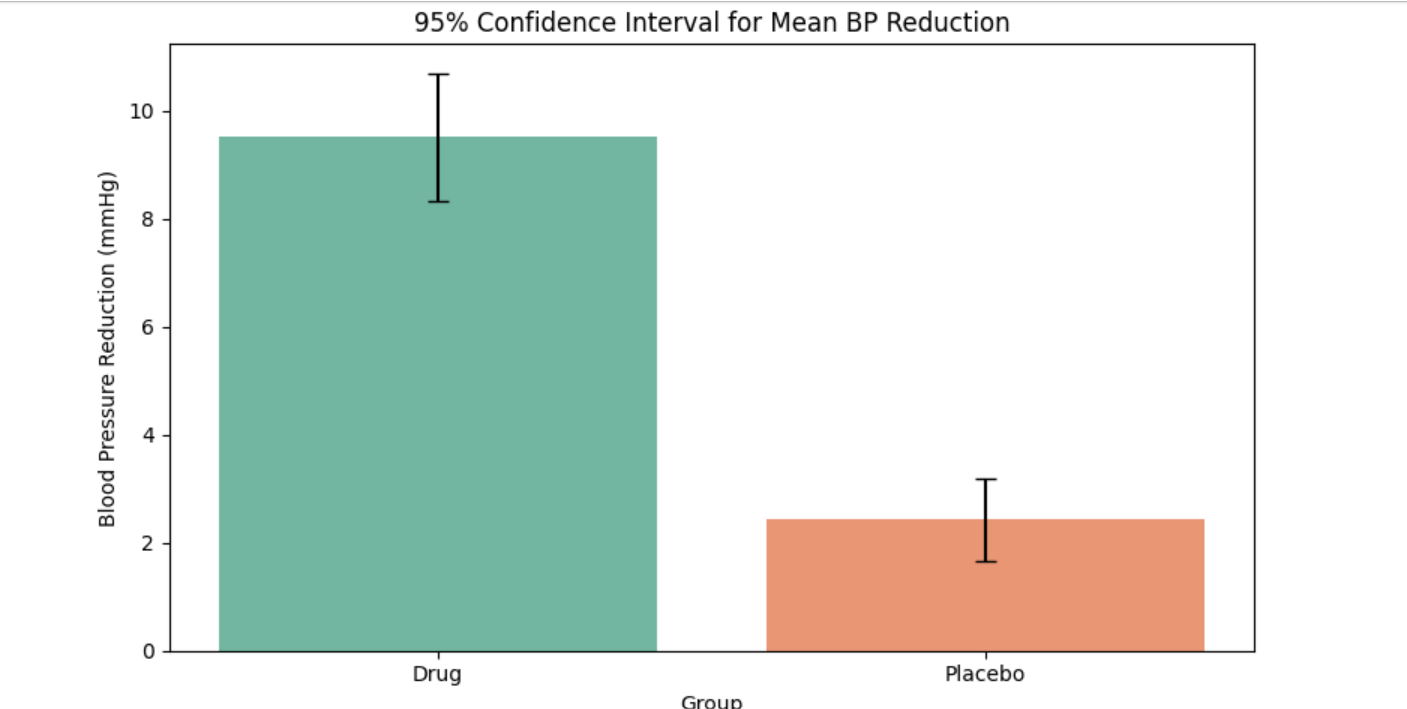 95% Confidence Interval for Mean BP Reduction
Blood Pressure Reduction (mmHg)
10
8
6
4
2
0
Drug
Placebo
Group